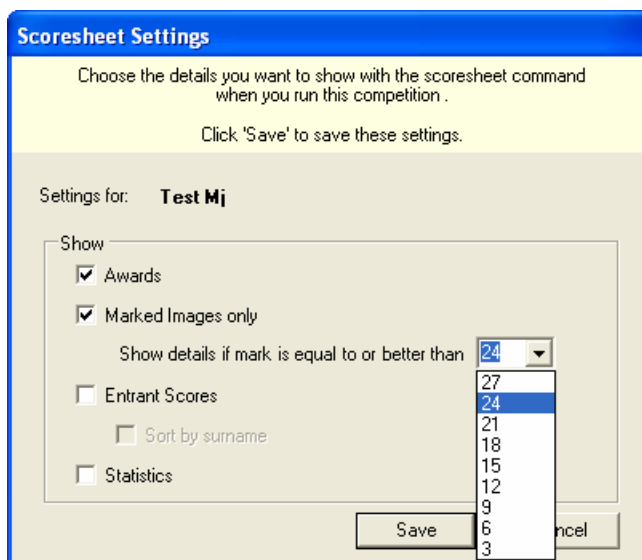 Scoresheet Settings
Choose the details you want to show with the scoresheet command
when you run this competition .
Click 'Save' to save these settings.
Settings for: Test Mj
Show
Awards
Marked Images only
Show details if mark is equal to or better than 24
27
24
21
18
15
12
9
6
3
Entrant Scores
Sort by surname
Statistics
Save
ncel